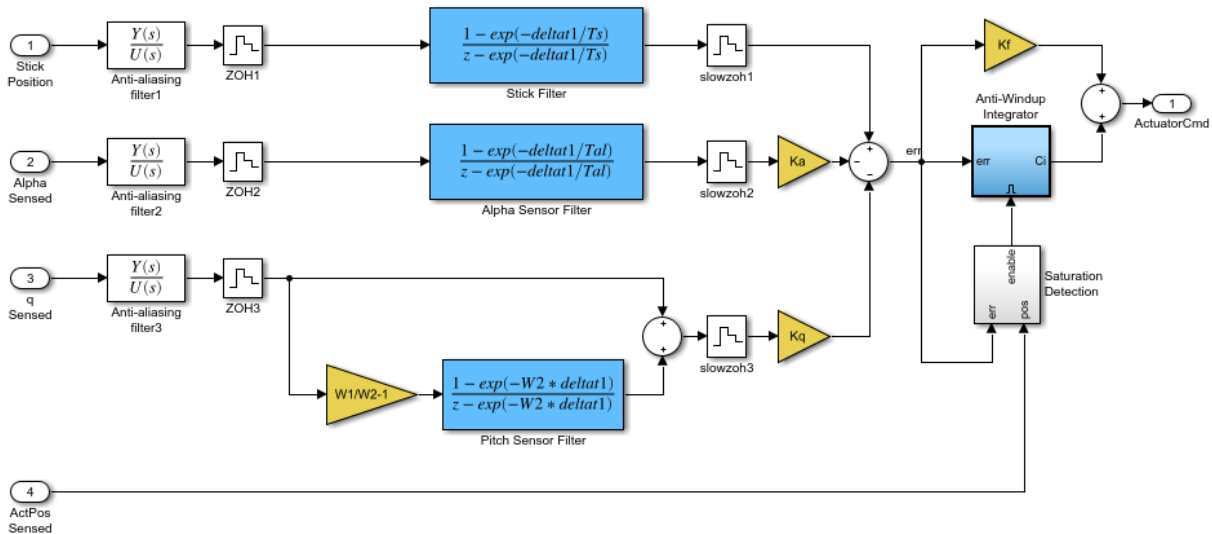 1
Stick
Position
Y(s)
U(s)
Anti-aliasing
filter1
ZOH1
1 − exp(−deltat1/Ts)
z − exp(−deltat1/Ts)
Stick Filter
slowzoh1
Kf
1
ActuatorCmd
2
Alpha
Sensed
Y(s)
U(s)
Anti-aliasing
filter2
ZOH2
1 − exp(−deltat1/Tal)
z − exp(−deltat1/Tal)
Alpha Sensor Filter
slowzoh2
Ka
+
−
−
err
Anti-Windup
Integrator
err
Ci
+
+
3
q
Sensed
Y(s)
U(s)
Anti-aliasing
filter3
ZOH3
W1/W2-1
1 − exp(−W2 * deltat1)
z − exp(−W2 * deltat1)
Pitch Sensor Filter
+
+
slowzoh3
Kq
enable
err
pos
Saturation
Detection
4
ActPos
Sensed